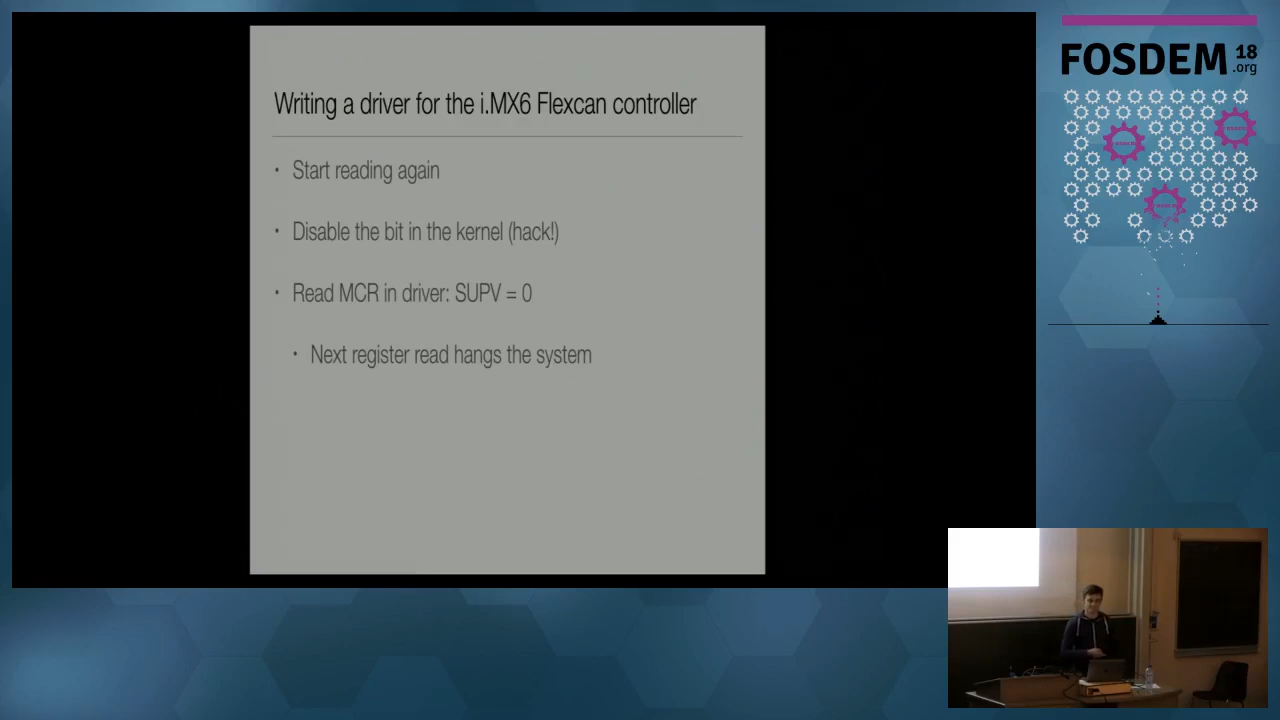 Writing a driver for the i.MX6 Flexcan controller
• Start reading again
• Disable the bit in the kernel (hack!)
• Read MCR in driver: SUPV = 0
• Next register read hangs the system
FOSDEM 18
.org